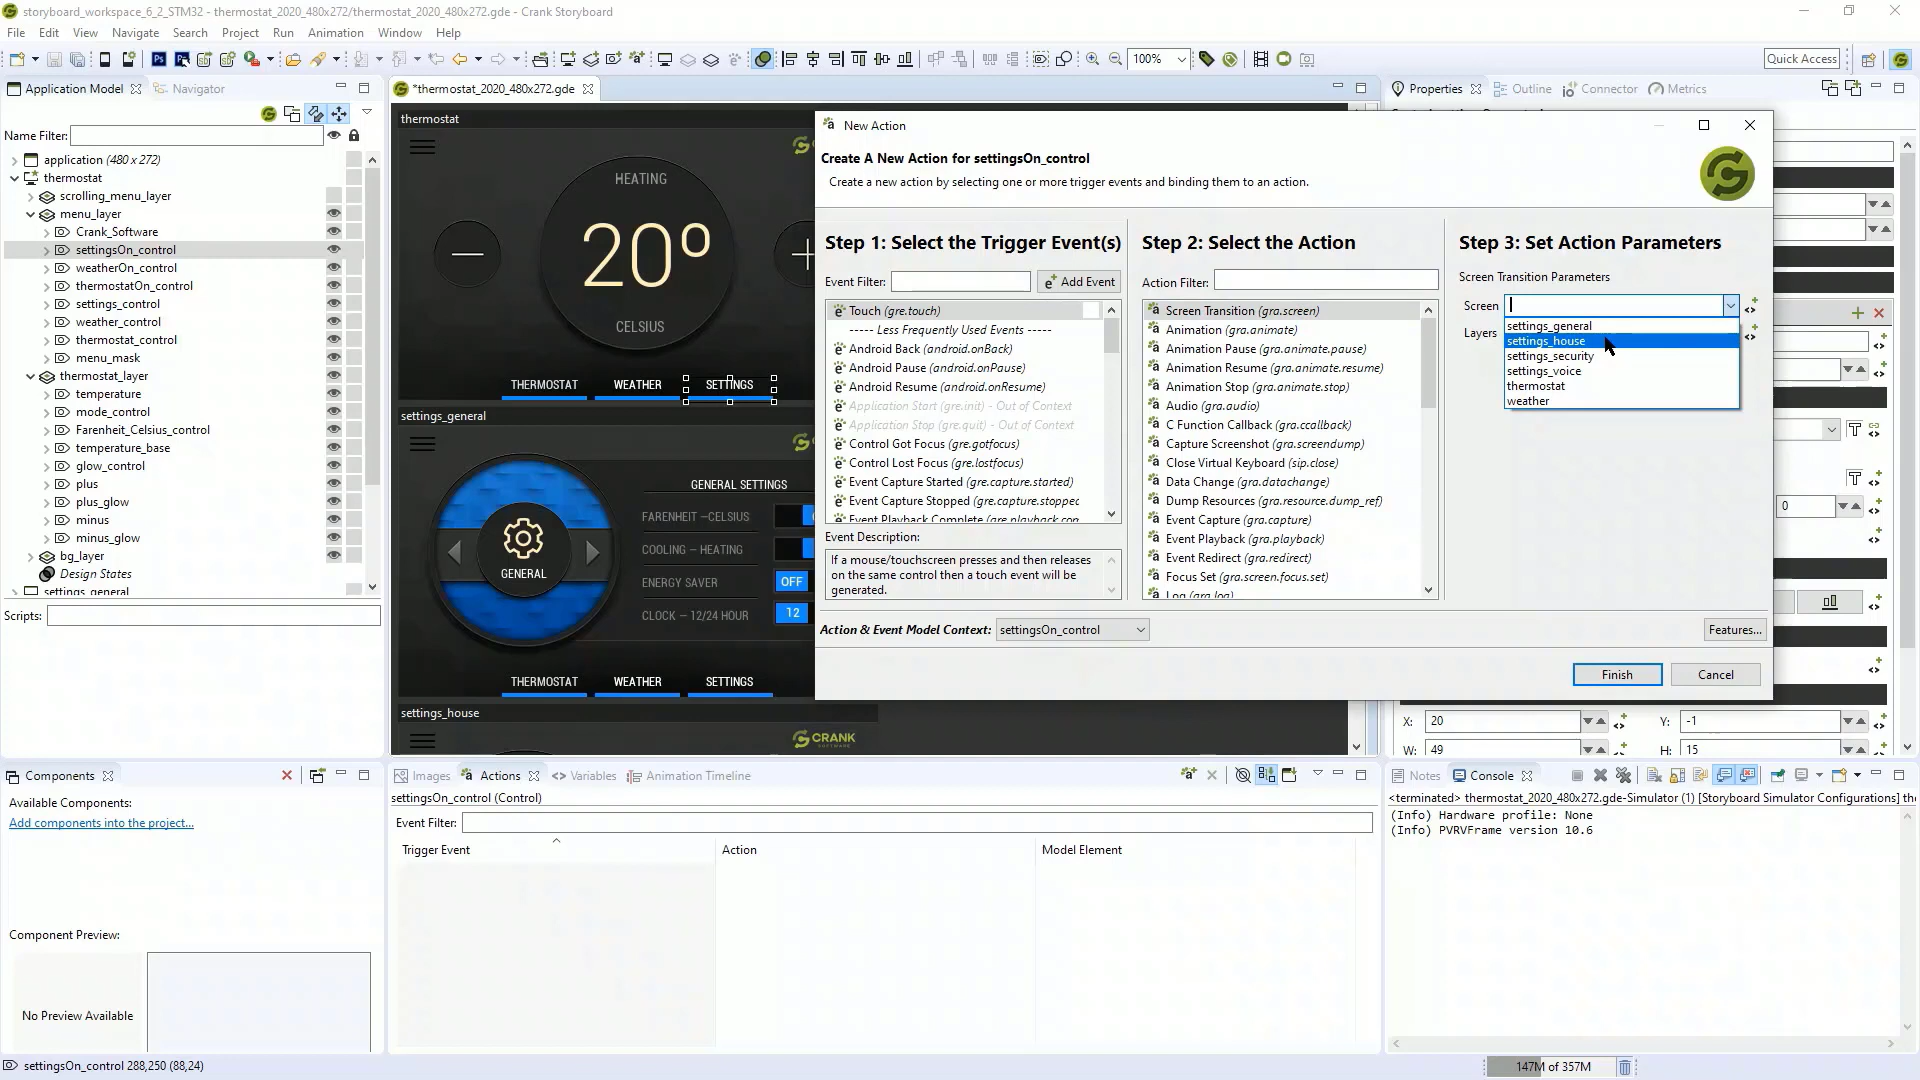 storyboard_workspace_6_2_STM32 - thermostat_2020_480x272/thermostat_2020_480x272.gde - Crank Storyboard
File Edit View Navigate Search Project Run Animation Window Help
100%
Quick Access
Application Model
Navigator
Name Filter:
application (480 x 272)
thermostat
scrolling_menu_layer
menu_layer
Crank_Software
settingsOn_control
weatherOn_control
thermostatOn_control
settings_control
weather_control
thermostat_control
menu_mask
thermostat_layer
temperature
mode_control
Farenheit_Celsius_control
temperature_base
glow_control
plus
plus_glow
minus
minus_glow
bg_layer
Design States
settings_general
Scripts:
*thermostat_2020_480x272.gde
thermostat
HEATING
20°
CELSIUS
THERMOSTAT WEATHER SETTINGS
settings_general
GENERAL
GENERAL SETTINGS
FARENHEIT –CELSIUS
COOLING – HEATING
ENERGY SAVER OFF
CLOCK – 12/24 HOUR 12
THERMOSTAT WEATHER SETTINGS
settings_house
CRANK
SOFTWARE
New Action
Create A New Action for settingsOn_control
Create a new action by selecting one or more trigger events and binding them to an action.
Step 1: Select the Trigger Event(s)
Event Filter:
Add Event
Touch (gre.touch)
----- Less Frequently Used Events -----
Android Back (android.onBack)
Android Pause (android.onPause)
Android Resume (android.onResume)
Application Start (gre.init) - Out of Context
Application Stop (gre.quit) - Out of Context
Control Got Focus (gre.gotfocus)
Control Lost Focus (gre.lostfocus)
Event Capture Started (gre.capture.started)
Event Capture Stopped (gre.capture.stoppec
Event Playback Complete (gre.playback.con
Event Description:
If a mouse/touchscreen presses and then releases
on the same control then a touch event will be
generated.
Step 2: Select the Action
Action Filter:
Screen Transition (gra.screen)
Animation (gra.animate)
Animation Pause (gra.animate.pause)
Animation Resume (gra.animate.resume)
Animation Stop (gra.animate.stop)
Audio (gra.audio)
C Function Callback (gra.ccallback)
Capture Screenshot (gra.screendump)
Close Virtual Keyboard (sip.close)
Data Change (gra.datachange)
Dump Resources (gra.resource.dump_ref)
Event Capture (gra.capture)
Event Playback (gra.playback)
Event Redirect (gra.redirect)
Focus Set (gra.screen.focus.set)
Log (gra.log)
Step 3: Set Action Parameters
Screen Transition Parameters
Screen
Layers
settings_general
settings_house
settings_security
settings_voice
thermostat
weather
Action & Event Model Context: settingsOn_control
Features...
Finish
Cancel
Properties
Outline
Connector
Metrics
0
X: 20 Y: -1
W: 49 H: 15
Components
Available Components:
Add components into the project...
Component Preview:
No Preview Available
Images
Actions
Variables
Animation Timeline
settingsOn_control (Control)
Event Filter:
Trigger Event Action Model Element
Notes
Console
<terminated> thermostat_2020_480x272.gde-Simulator (1) [Storyboard Simulator Configurations] the
(Info) Hardware profile: None
(Info) PVRVFrame version 10.6
settingsOn_control 288,250 (88,24)
147M of 357M